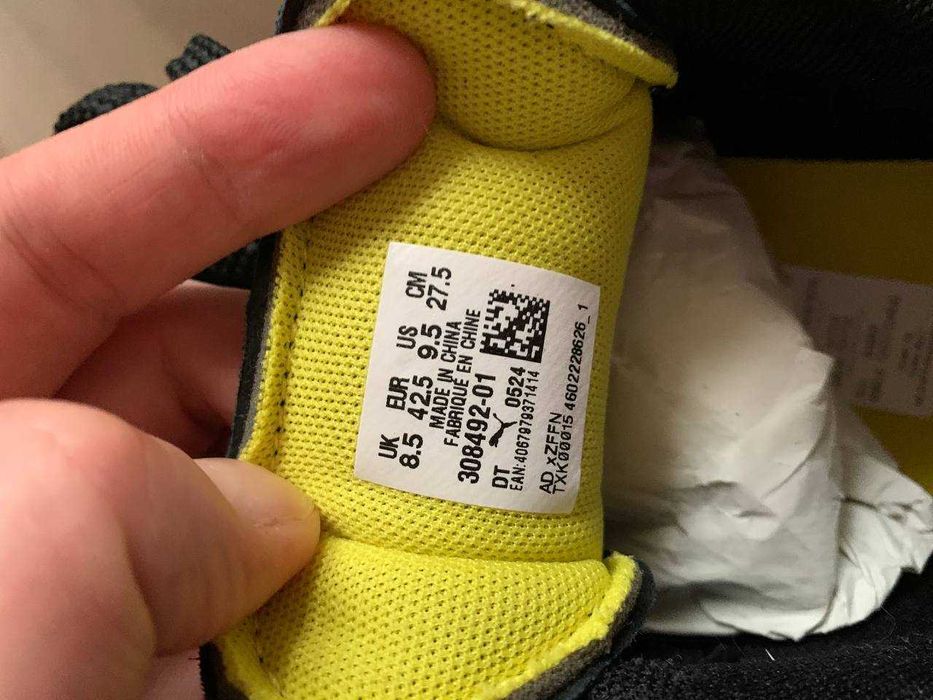 UK EUR US CM
8.5 42.5 9.5 27.5
MADE IN CHINA
FABRIQUÉ EN CHINE
308492-01
DT 0524
EAN:4067979371414
AD xZFFN
TXK00015 4602228626_1